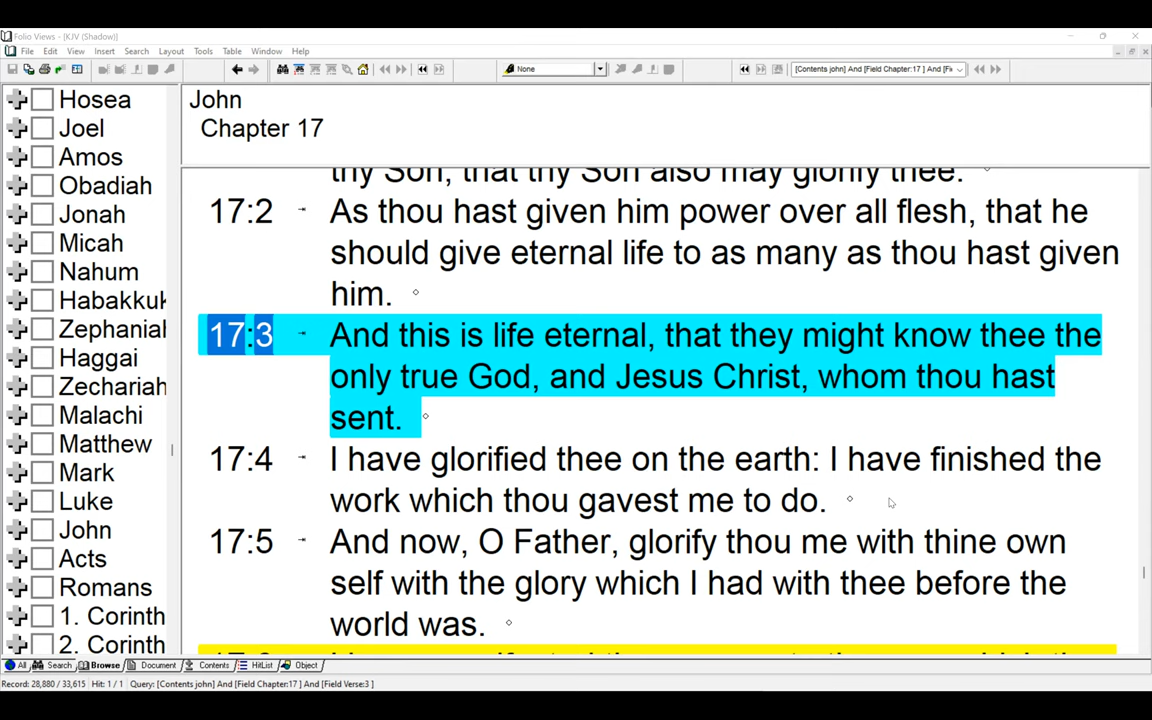 Folio Views - [KJV (Shadow)]
File Edit View Insert Search Layout Tools Table Window Help
None
[Contents john] And [Field Chapter:17 ] And [Fi
Hosea
Joel
Amos
Obadiah
Jonah
Micah
Nahum
Habakkuk
Zephaniah
Haggai
Zechariah
Malachi
Matthew
Mark
Luke
John
Acts
Romans
1. Corinth
2. Corinth
John
Chapter 17
thy Son, that thy Son also may glorify thee.
17:2 As thou hast given him power over all flesh, that he
should give eternal life to as many as thou hast given
him.
17:3 And this is life eternal, that they might know thee the
only true God, and Jesus Christ, whom thou hast
sent.
17:4 I have glorified thee on the earth: I have finished the
work which thou gavest me to do.
17:5 And now, O Father, glorify thou me with thine own
self with the glory which I had with thee before the
world was.
All Search Browse Document Contents HitList Object
Record: 28,880 / 33,615 Hit: 1 / 1 Query: [Contents john] And [Field Chapter:17 ] And [Field Verse:3 ]